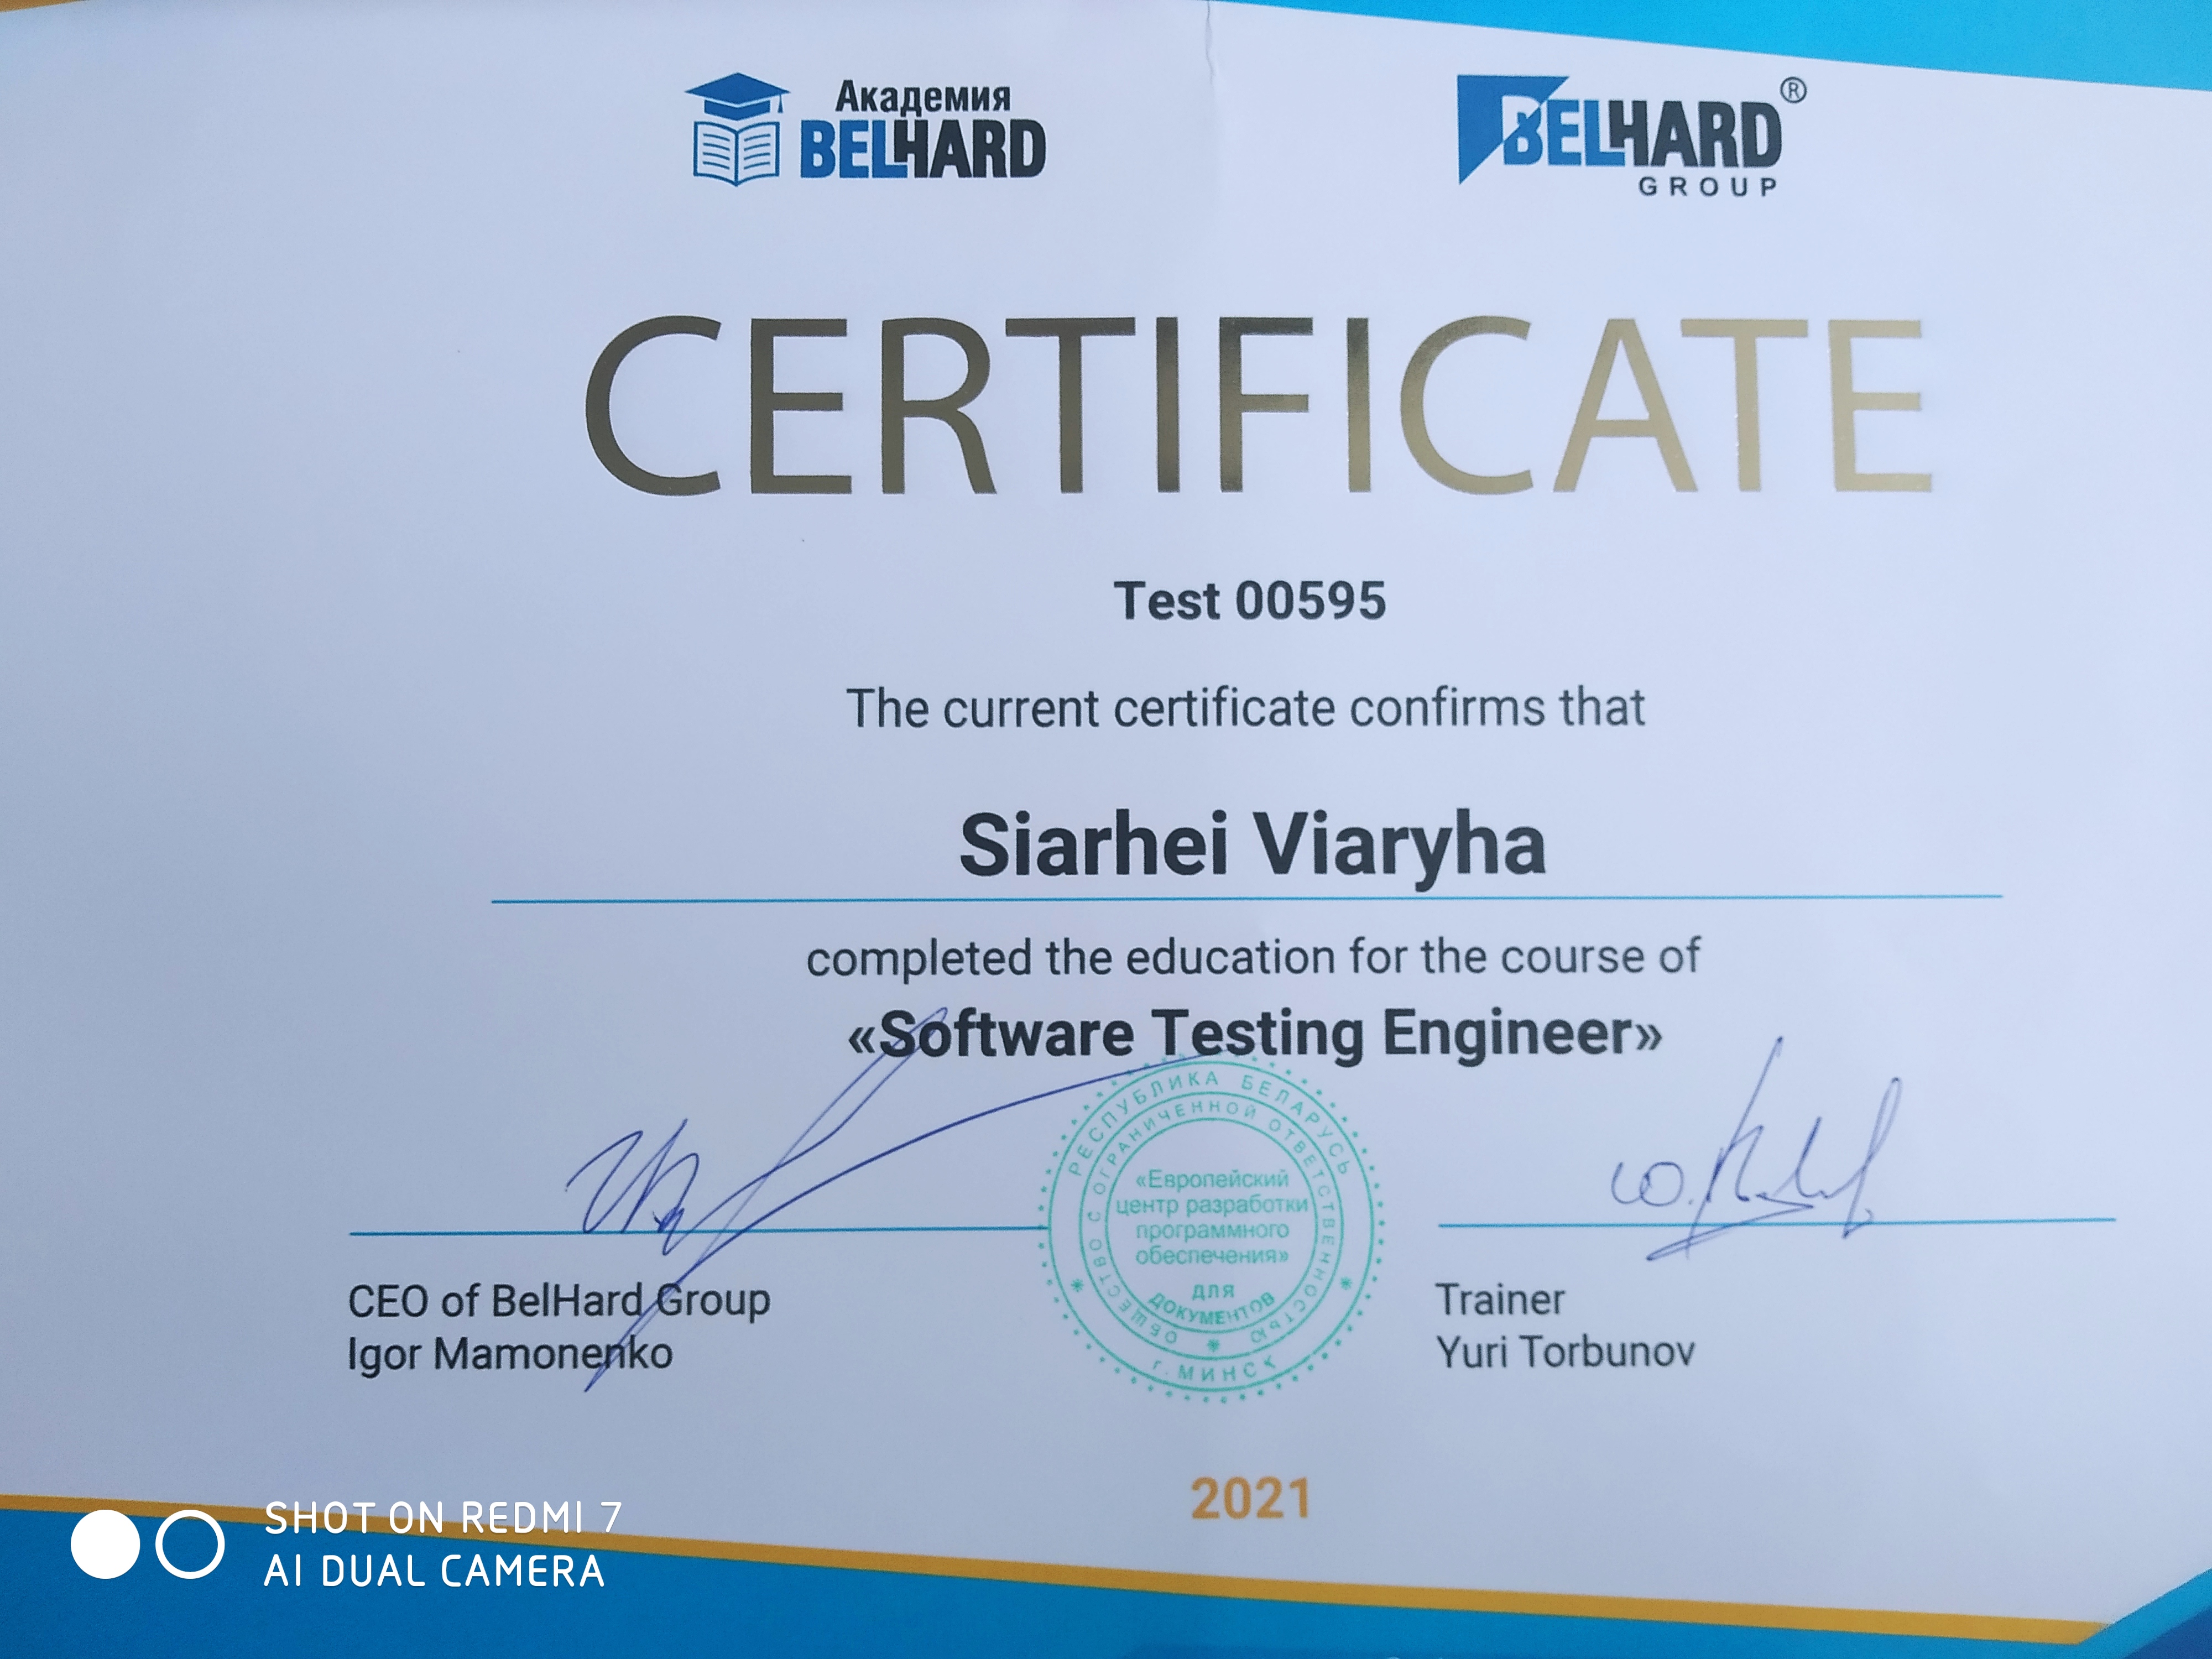 Академия
BELHARD
BELHARD®
GROUP
CERTIFICATE
Test 00595
The current certificate confirms that
Siarhei Viaryha
completed the education for the course of
«Software Testing Engineer»
РЕСПУБЛИКА БЕЛАРУСЬ
ОБЩЕСТВО С ОГРАНИЧЕННОЙ ОТВЕТСТВЕННОСТЬЮ
«Европейский
центр разработки
программного
обеспечения»
ДЛЯ
ДОКУМЕНТОВ
г. МИНСК
CEO of BelHard Group
Igor Mamonenko
Trainer
Yuri Torbunov
2021
SHOT ON REDMI 7
AI DUAL CAMERA